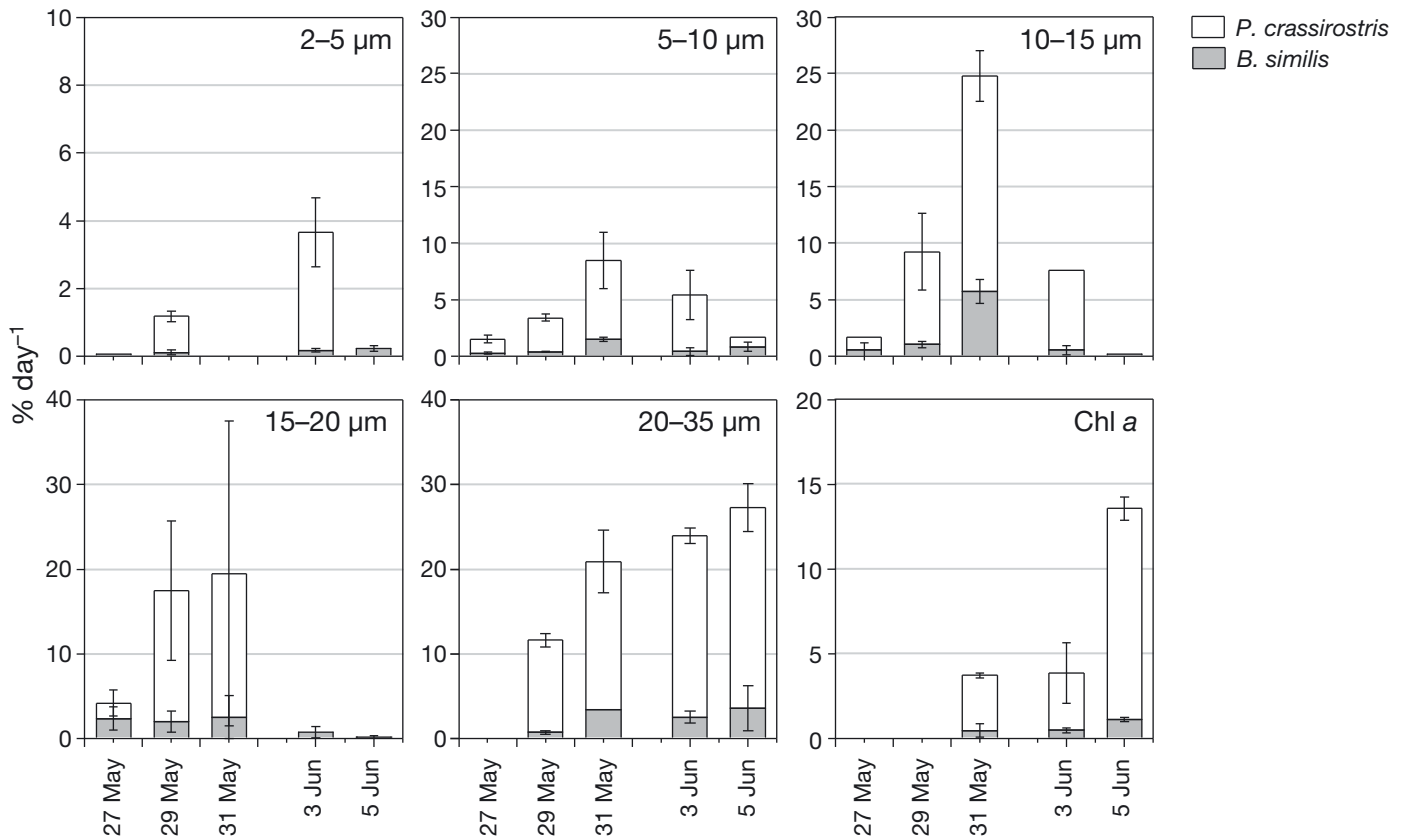 % day–1
2–5 µm
10
8
6
4
2
0
5–10 µm
30
25
20
15
10
5
0
10–15 µm
30
25
20
15
10
5
0
P. crassirostris
B. similis
15–20 µm
40
30
20
10
0
27 May
29 May
31 May
3 Jun
5 Jun
20–35 µm
40
30
20
10
0
27 May
29 May
31 May
3 Jun
5 Jun
Chl a
20
15
10
5
0
27 May
29 May
31 May
3 Jun
5 Jun